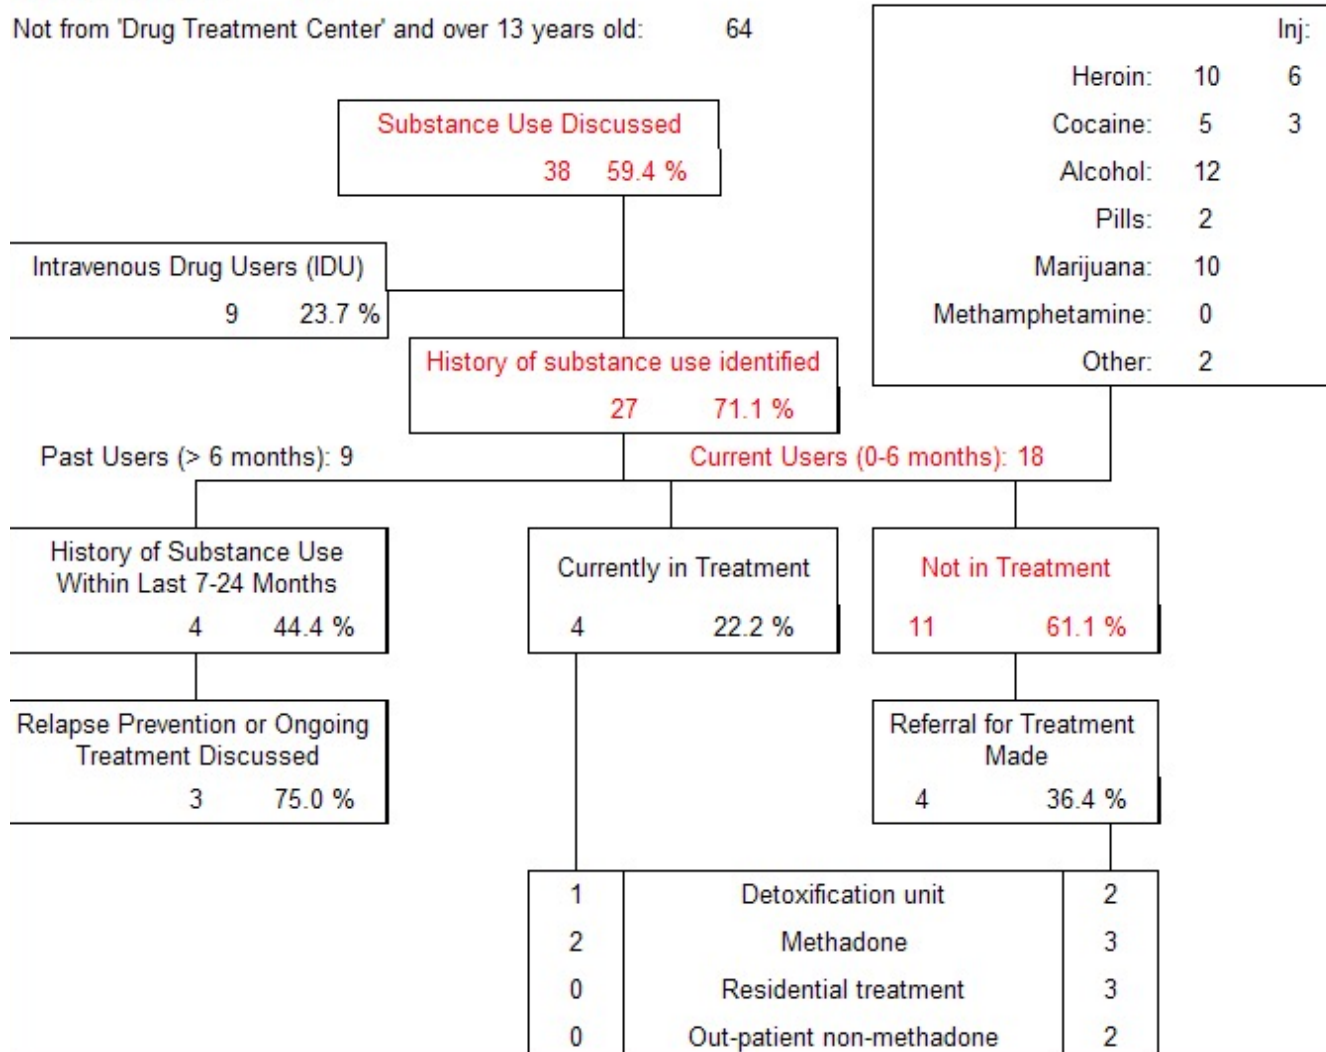 Not from 'Drug Treatment Center' and over 13 years old: 64
Inj:
Heroin: 10 6
Cocaine: 5 3
Alcohol: 12
Pills: 2
Marijuana: 10
Methamphetamine: 0
Other: 2
Substance Use Discussed
38 59.4 %
Intravenous Drug Users (IDU)
9 23.7 %
History of substance use identified
27 71.1 %
Past Users (> 6 months): 9
Current Users (0-6 months): 18
History of Substance Use
Within Last 7-24 Months
4 44.4 %
Currently in Treatment
4 22.2 %
Not in Treatment
11 61.1 %
Relapse Prevention or Ongoing
Treatment Discussed
3 75.0 %
Referral for Treatment
Made
4 36.4 %
1 Detoxification unit 2
2 Methadone 3
0 Residential treatment 3
0 Out-patient non-methadone 2